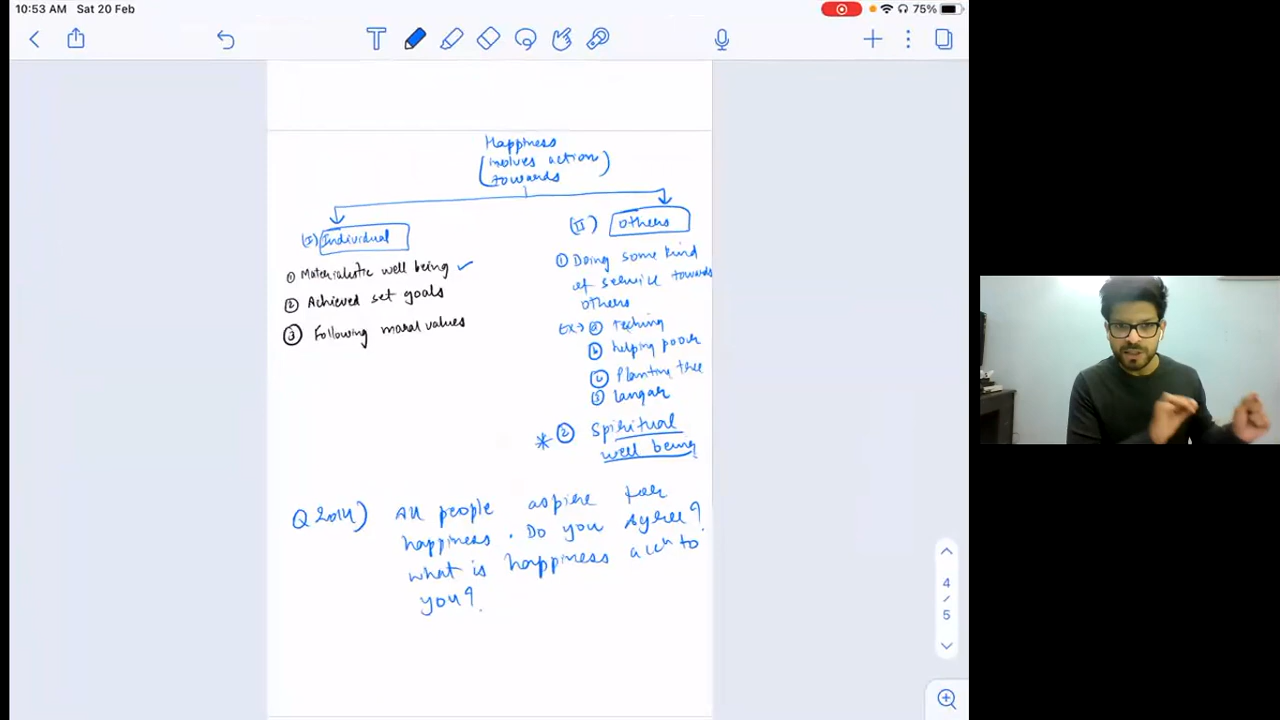 10:53 AM Sat 20 Feb
75%
Happiness
(involves action)
towards
(I) Individual
① Materialistic well being ✓
② Achieved set goals
③ Following moral values
(II) others
① Doing some kind
of service towards
others
Ex→ ⓐ Teching
ⓑ helping poor
Planting tree
langar
* ② Spiritual
well being
Q 2014) All people aspire for
happiness. Do you agree?
what is happiness acc to
you?
4
/
5